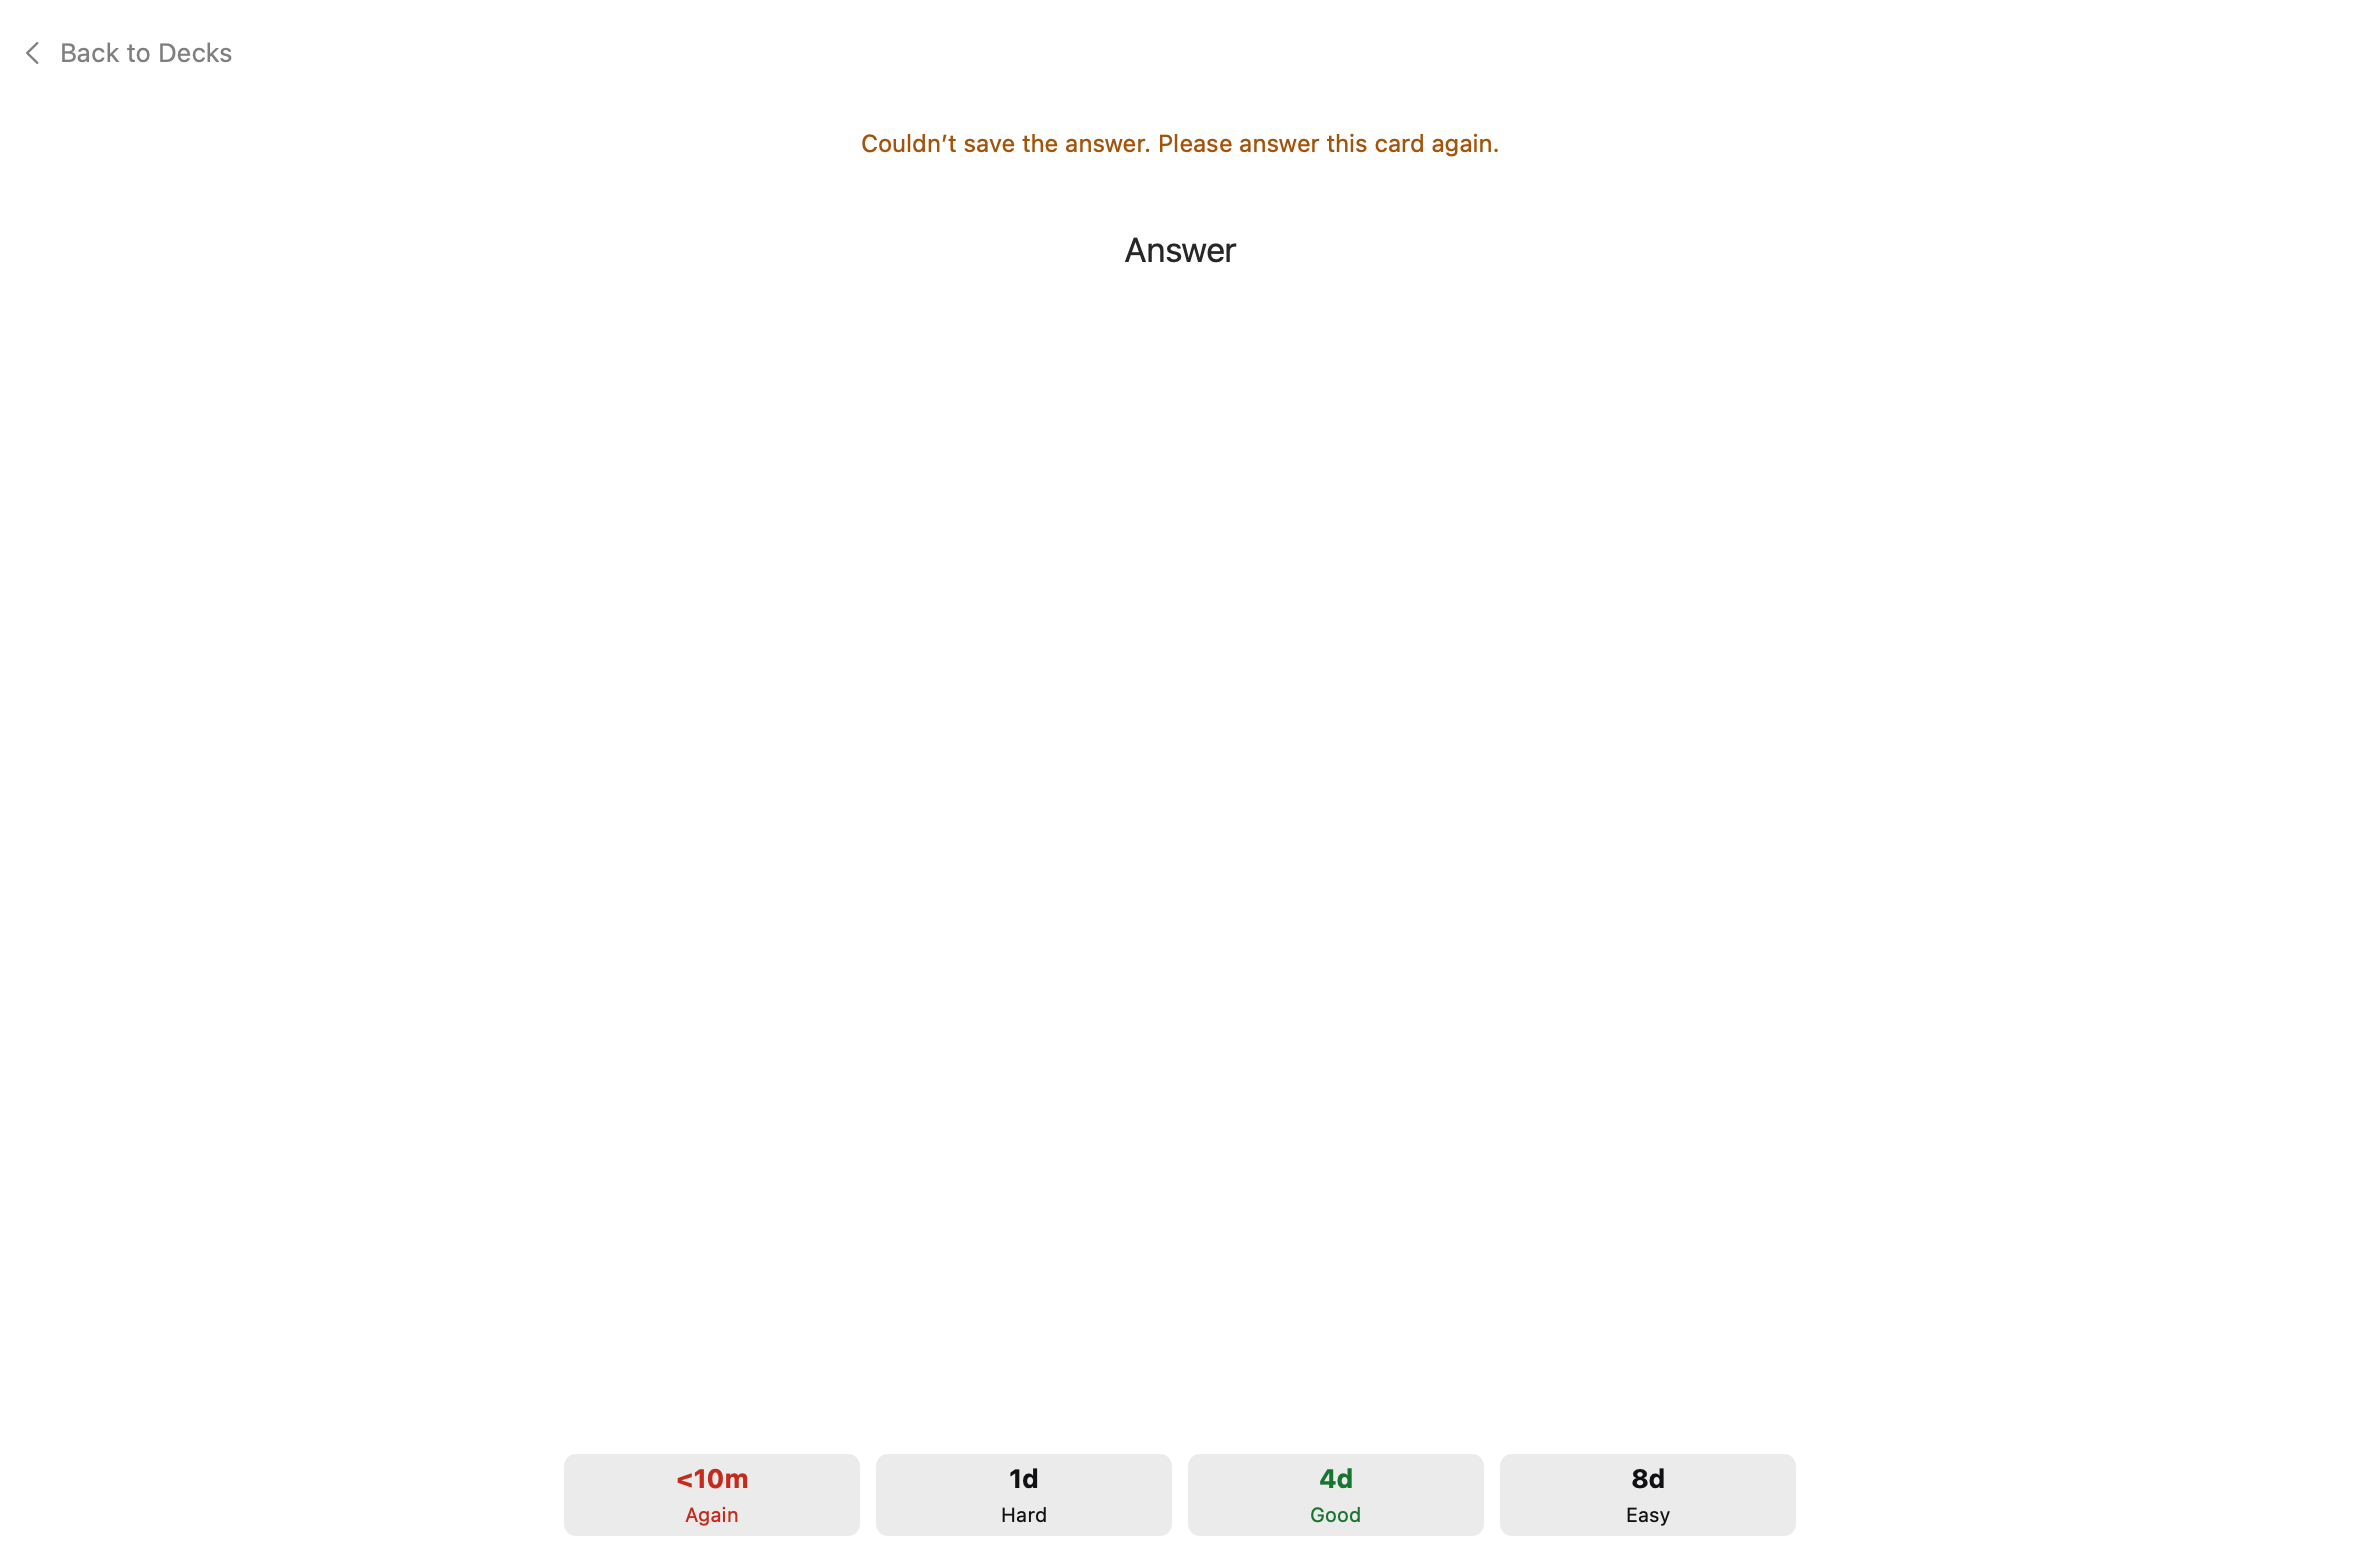 Back to Decks
Couldn’t save the answer. Please answer this card again.
Answer
<10m
Again
1d
Hard
4d
Good
8d
Easy